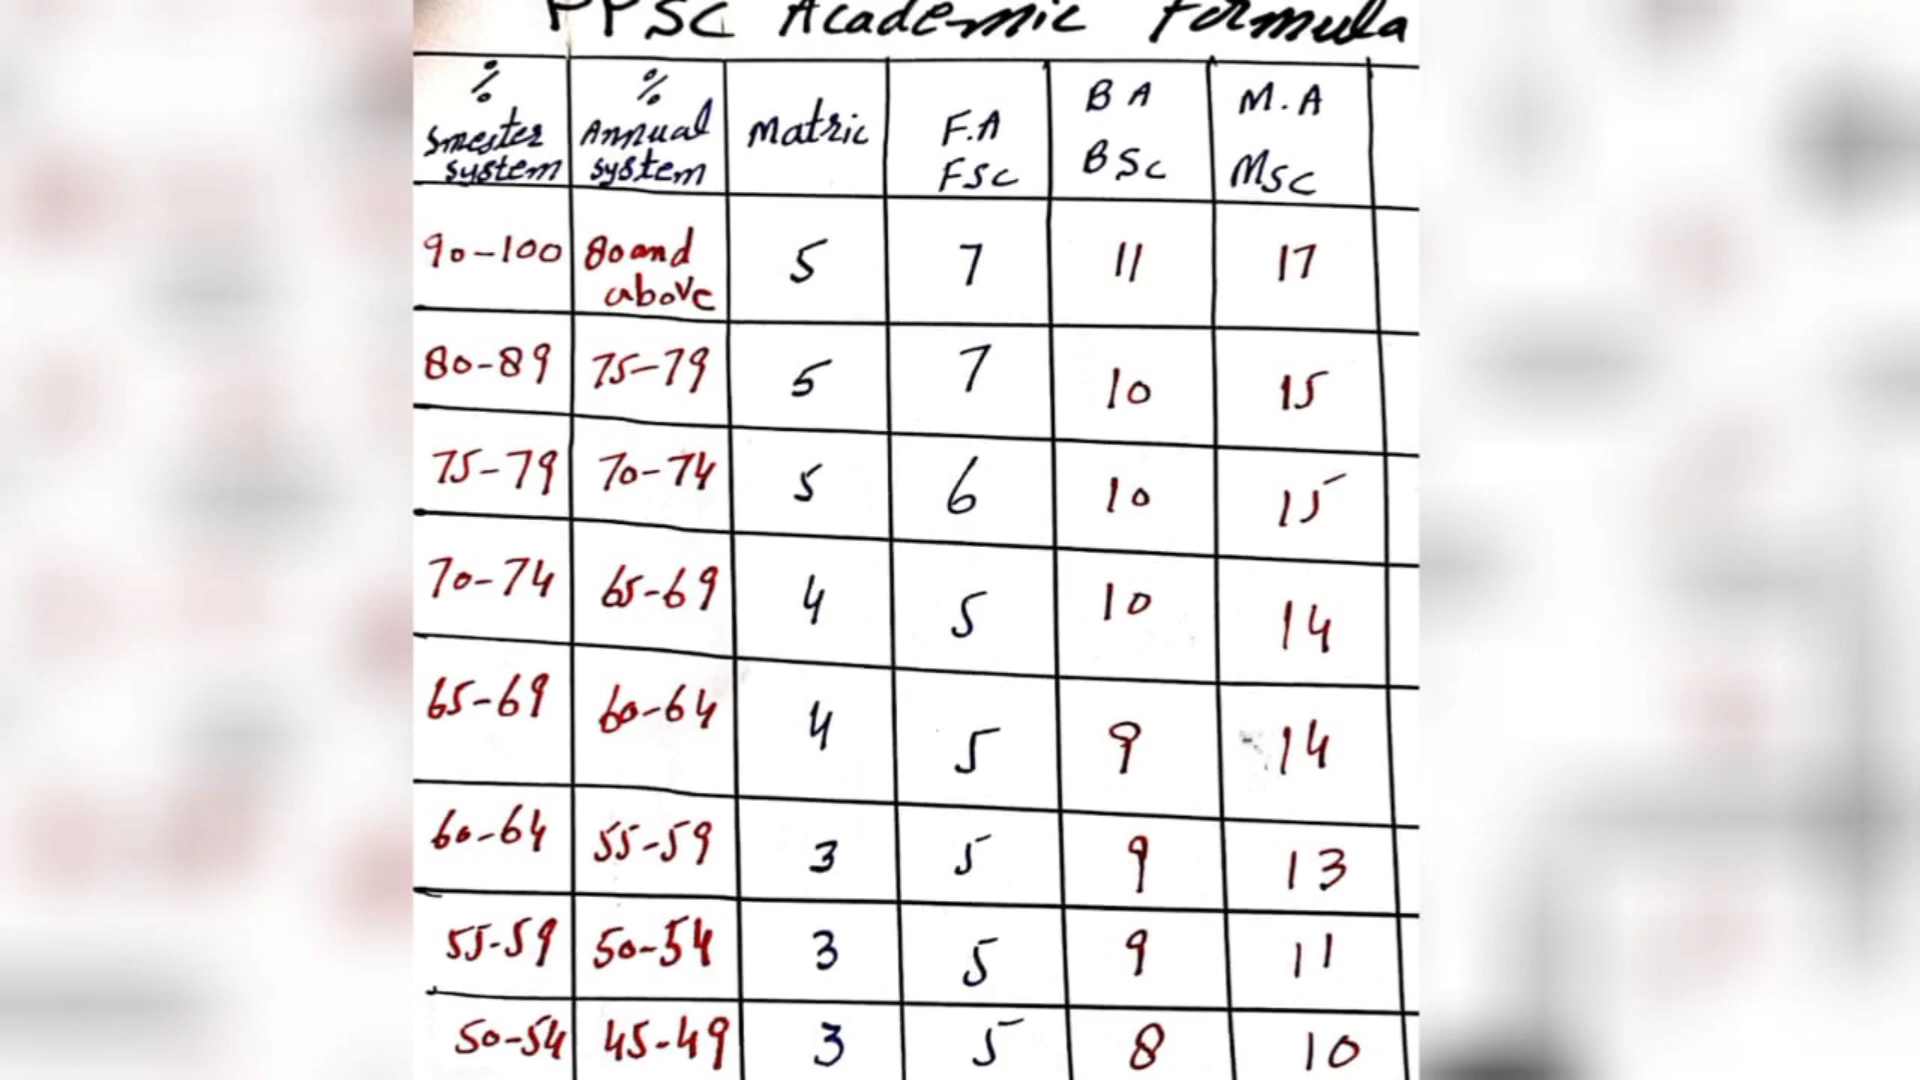 PPSC Academic Formula
% Smester system % Annual system Matric F.A FSc BA BSc M.A MSC
90-100 80 and above 5 7 11 17
80-89 75-79 5 7 10 15
75-79 70-74 5 6 10 15
70-74 65-69 4 5 10 14
65-69 60-64 4 5 9 14
60-64 55-59 3 5 9 13
55-59 50-54 3 5 9 11
50-54 45-49 3 5 8 10